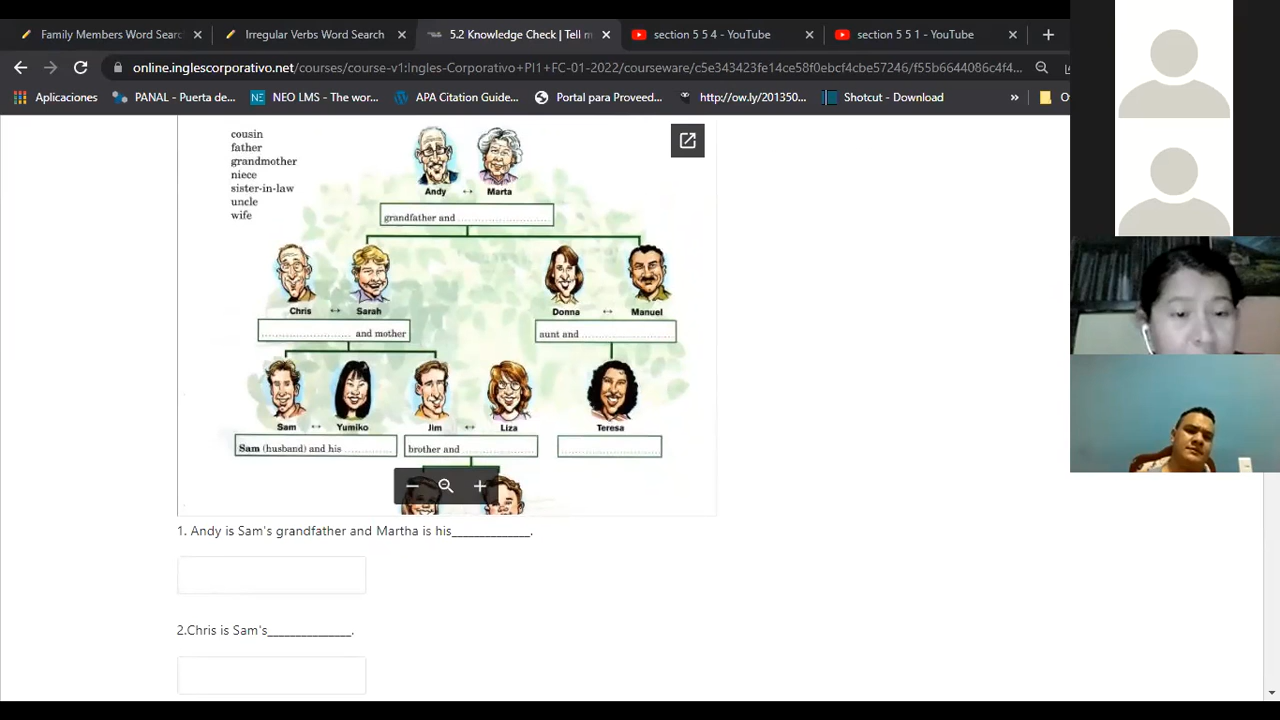 Family Members Word Searc
Irregular Verbs Word Search
5.2 Knowledge Check | Tell m
section 5 5 4 - YouTube
section 5 5 1 - YouTube
online.inglescorporativo.net/courses/course-v1:Ingles-Corporativo+PI1+FC-01-2022/courseware/c5e343423fe14ce58f0ebcf4cbe57246/f55b6644086c4f4...
Aplicaciones
PANAL - Puerta de...
NEO LMS - The wor...
APA Citation Guide...
Portal para Proveed...
http://ow.ly/201350...
Shotcut - Download
»
cousin
father
grandmother
niece
sister-in-law
uncle
wife
Andy ↔ Marta
grandfather and ........................
Chris ↔ Sarah
Donna ↔ Manuel
...................... and mother
aunt and ......................
Sam ↔ Yumiko
Jim ↔ Liza
Teresa
Sam (husband) and his ............
brother and ..................
..........................
1. Andy is Sam's grandfather and Martha is his_____________.
2.Chris is Sam's______________.